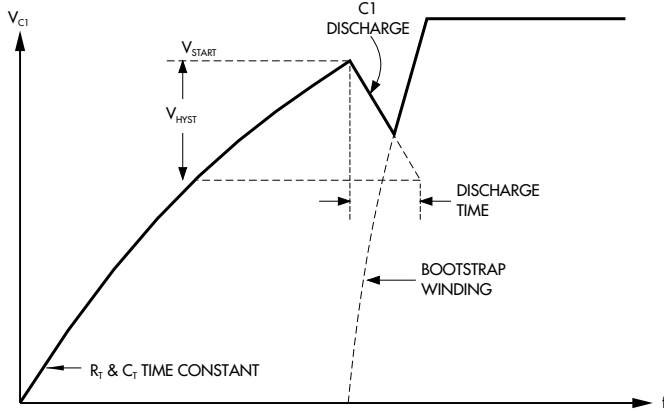 V_C1
C1
DISCHARGE
V_START
V_HYST
DISCHARGE
TIME
BOOTSTRAP
WINDING
R_T & C_T TIME CONSTANT
t